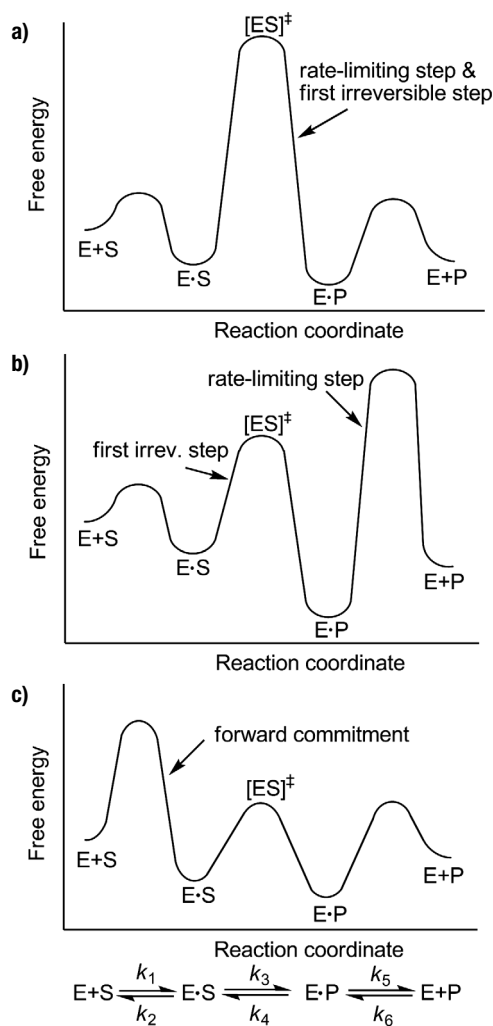 a)
[ES]‡
rate-limiting step &
first irreversible step
Free energy
E+S
E•S
E•P
E+P
Reaction coordinate
b)
rate-limiting step
[ES]‡
first irrev. step
Free energy
E+S
E•S
E•P
E+P
Reaction coordinate
c)
forward commitment
[ES]‡
Free energy
E+S
E•S
E•P
E+P
Reaction coordinate
k1 k3 k5
E+S E•S E•P E+P
k2 k4 k6